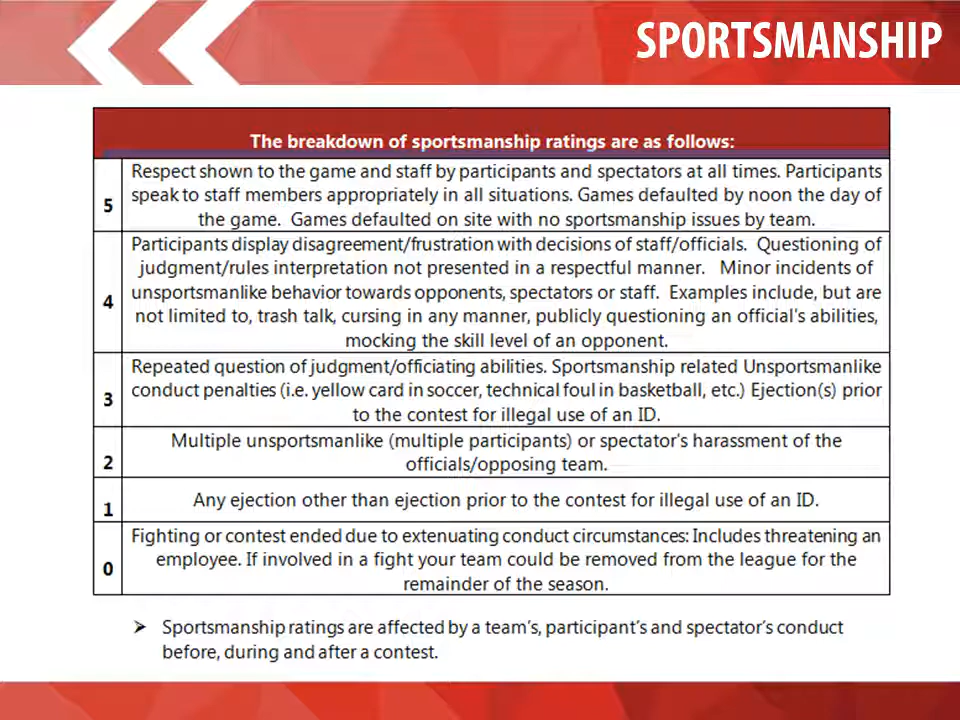 SPORTSMANSHIP
The breakdown of sportsmanship ratings are as follows:
5
Respect shown to the game and staff by participants and spectators at all times. Participants
speak to staff members appropriately in all situations. Games defaulted by noon the day of
the game. Games defaulted on site with no sportsmanship issues by team.
4
Participants display disagreement/frustration with decisions of staff/officials. Questioning of
judgment/rules interpretation not presented in a respectful manner. Minor incidents of
unsportsmanlike behavior towards opponents, spectators or staff. Examples include, but are
not limited to, trash talk, cursing in any manner, publicly questioning an official's abilities,
mocking the skill level of an opponent.
3
Repeated question of judgment/officiating abilities. Sportsmanship related Unsportsmanlike
conduct penalties (i.e. yellow card in soccer, technical foul in basketball, etc.) Ejection(s) prior
to the contest for illegal use of an ID.
2
Multiple unsportsmanlike (multiple participants) or spectator's harassment of the
officials/opposing team.
1
Any ejection other than ejection prior to the contest for illegal use of an ID.
0
Fighting or contest ended due to extenuating conduct circumstances: Includes threatening an
employee. If involved in a fight your team could be removed from the league for the
remainder of the season.
➢ Sportsmanship ratings are affected by a team's, participant's and spectator's conduct
before, during and after a contest.